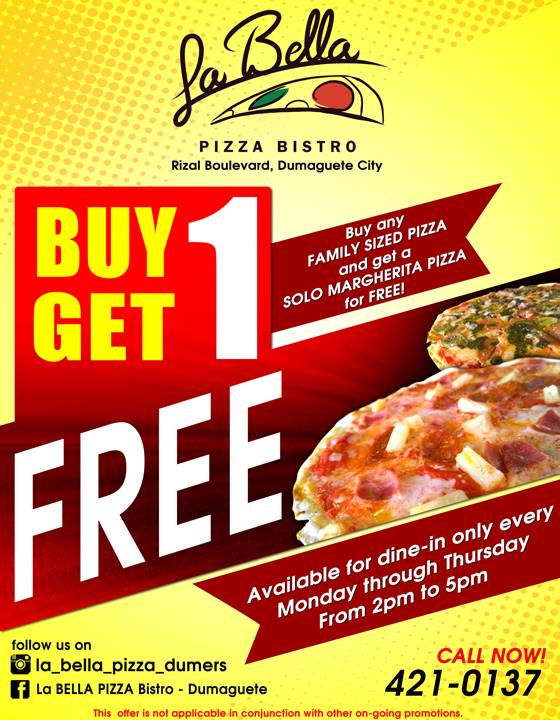 La Bella
PIZZA BISTRO
Rizal Boulevard, Dumaguete City
BUY 1
GET
FREE
Buy any
FAMILY SIZED PIZZA
and get a
SOLO MARGHERITA PIZZA
for FREE!
Available for dine-in only every
Monday through Thursday
From 2pm to 5pm
follow us on
la_bella_pizza_dumers
La BELLA PIZZA Bistro - Dumaguete
CALL NOW!
421-0137
This offer is not applicable in conjunction with other on-going promotions.